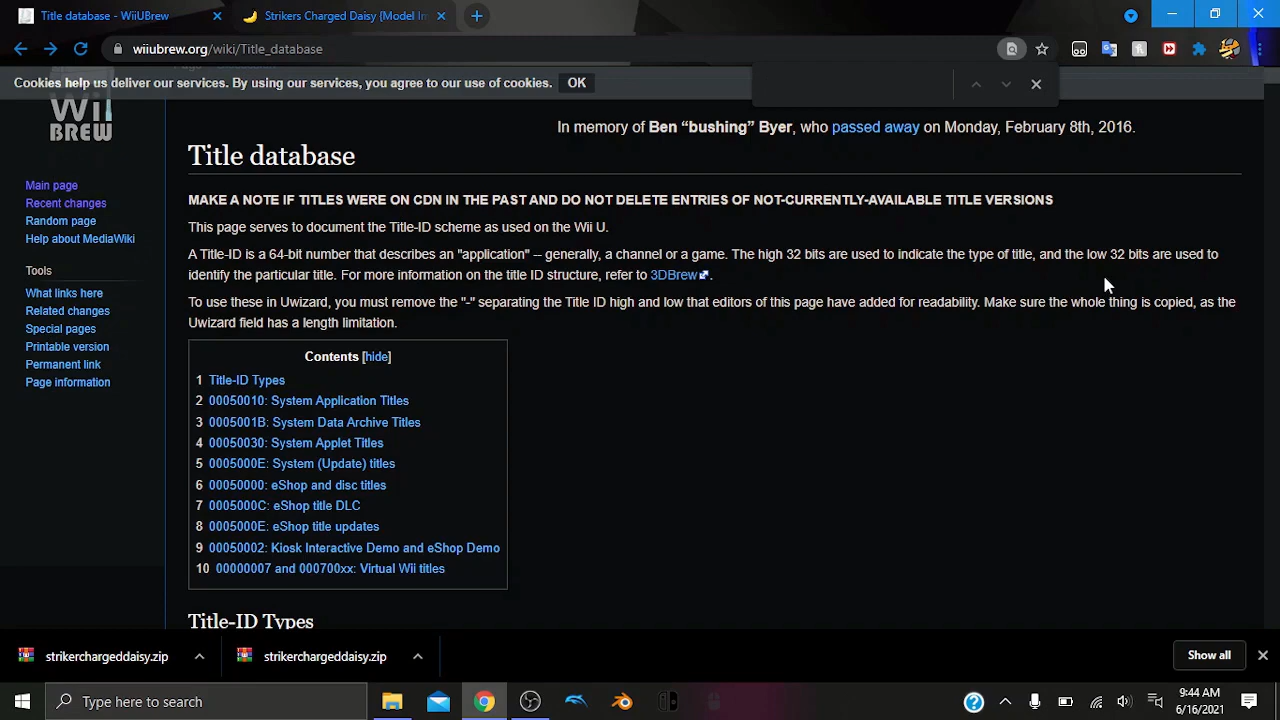 Title database - WiiUBrew
Strikers Charged Daisy (Model Im
wiiubrew.org/wiki/Title_database
Cookies help us deliver our services. By using our services, you agree to our use of cookies. OK
Wii
BREW
In memory of Ben “bushing” Byer, who passed away on Monday, February 8th, 2016.
Title database
MAKE A NOTE IF TITLES WERE ON CDN IN THE PAST AND DO NOT DELETE ENTRIES OF NOT-CURRENTLY-AVAILABLE TITLE VERSIONS
This page serves to document the Title-ID scheme as used on the Wii U.
A Title-ID is a 64-bit number that describes an "application" -- generally, a channel or a game. The high 32 bits are used to indicate the type of title, and the low 32 bits are used to
identify the particular title. For more information on the title ID structure, refer to 3DBrew.
To use these in Uwizard, you must remove the "-" separating the Title ID high and low that editors of this page have added for readability. Make sure the whole thing is copied, as the
Uwizard field has a length limitation.
Main page
Recent changes
Random page
Help about MediaWiki
Tools
What links here
Related changes
Special pages
Printable version
Permanent link
Page information
Contents [hide]
1 Title-ID Types
2 00050010: System Application Titles
3 0005001B: System Data Archive Titles
4 00050030: System Applet Titles
5 0005000E: System (Update) titles
6 00050000: eShop and disc titles
7 0005000C: eShop title DLC
8 0005000E: eShop title updates
9 00050002: Kiosk Interactive Demo and eShop Demo
10 00000007 and 000700xx: Virtual Wii titles
Title-ID Types
strikerchargeddaisy.zip
strikerchargeddaisy.zip
Show all
Type here to search
9:44 AM
6/16/2021